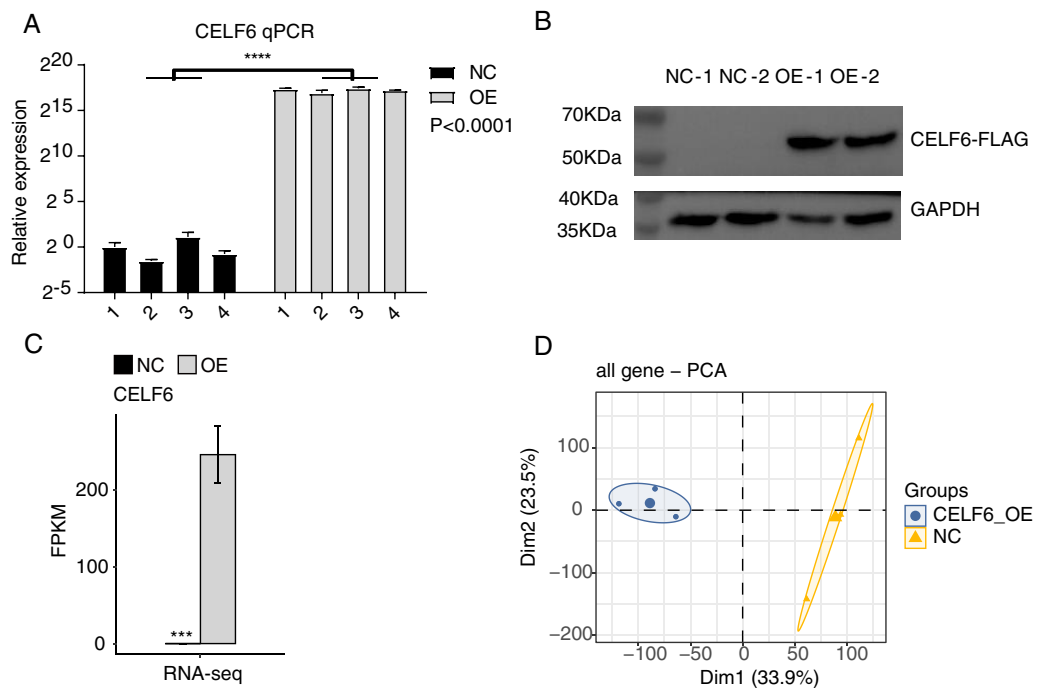 A
CELF6 qPCR
****
NC
OE
P<0.0001
Relative expression
2^20
2^15
2^10
2^5
2^0
2^-5
1 2 3 4 1 2 3 4
B
NC-1 NC-2 OE-1 OE-2
70KDa
50KDa
CELF6-FLAG
40KDa
35KDa
GAPDH
C
NC OE
CELF6
FPKM
200
100
0
***
RNA-seq
D
all gene – PCA
Dim2 (23.5%)
100
0
−100
−200
−100 −50 0 50 100
Dim1 (33.9%)
Groups
CELF6_OE
NC